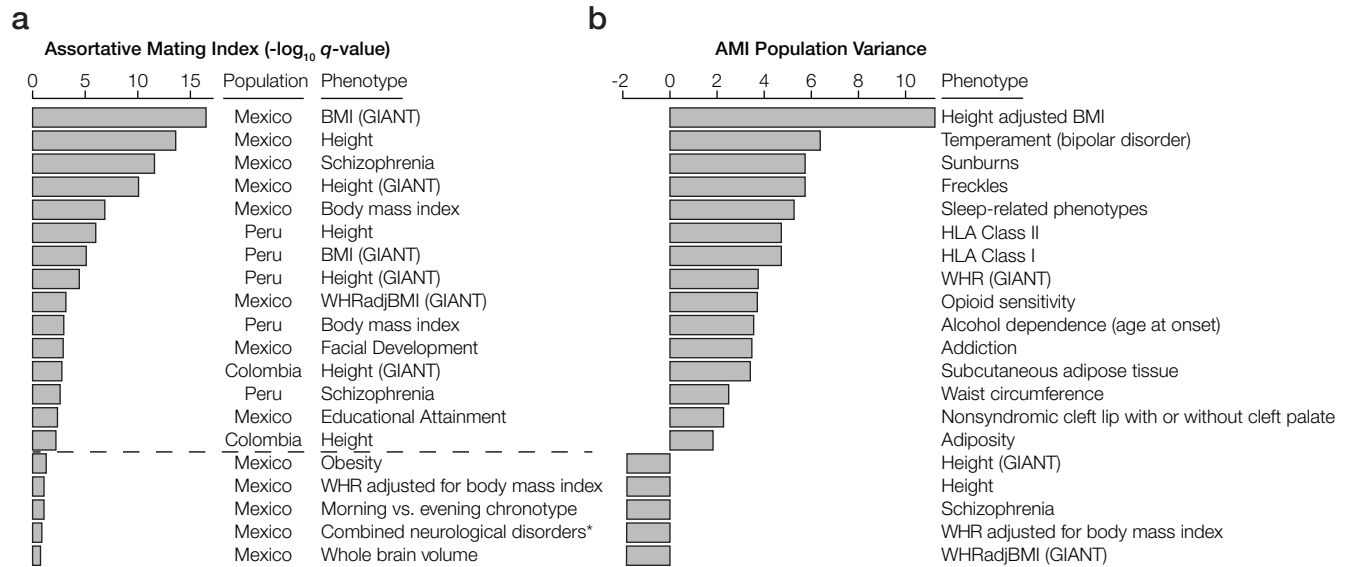 a
Assortative Mating Index (-log10 q-value)
0 5 10 15 Population Phenotype
Mexico BMI (GIANT)
Mexico Height
Mexico Schizophrenia
Mexico Height (GIANT)
Mexico Body mass index
Peru Height
Peru BMI (GIANT)
Peru Height (GIANT)
Mexico WHRadjBMI (GIANT)
Peru Body mass index
Mexico Facial Development
Colombia Height (GIANT)
Peru Schizophrenia
Mexico Educational Attainment
Colombia Height
Mexico Obesity
Mexico WHR adjusted for body mass index
Mexico Morning vs. evening chronotype
Mexico Combined neurological disorders*
Mexico Whole brain volume
b
AMI Population Variance
-2 0 2 4 6 8 10 Phenotype
Height adjusted BMI
Temperament (bipolar disorder)
Sunburns
Freckles
Sleep-related phenotypes
HLA Class II
HLA Class I
WHR (GIANT)
Opioid sensitivity
Alcohol dependence (age at onset)
Addiction
Subcutaneous adipose tissue
Waist circumference
Nonsyndromic cleft lip with or without cleft palate
Adiposity
Height (GIANT)
Height
Schizophrenia
WHR adjusted for body mass index
WHRadjBMI (GIANT)